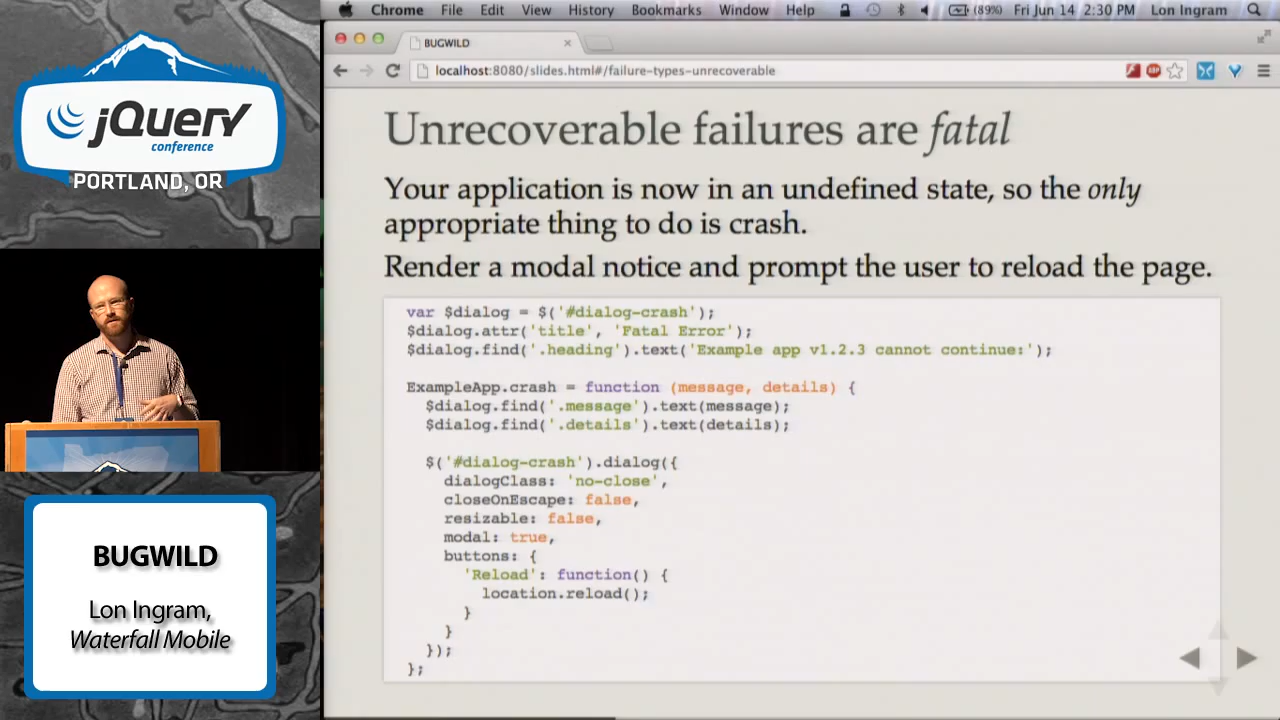 Chrome File Edit View History Bookmarks Window Help (89%) Fri Jun 14 2:30 PM Lon Ingram
BUGWILD
localhost:8080/slides.html#/failure-types-unrecoverable
jQuery
conference
PORTLAND, OR
Unrecoverable failures are fatal
Your application is now in an undefined state, so the only
appropriate thing to do is crash.
Render a modal notice and prompt the user to reload the page.
var $dialog = $('#dialog-crash');
$dialog.attr('title', 'Fatal Error');
$dialog.find('.heading').text('Example app v1.2.3 cannot continue:');
ExampleApp.crash = function (message, details) {
$dialog.find('.message').text(message);
$dialog.find('.details').text(details);
$('#dialog-crash').dialog({
dialogClass: 'no-close',
closeOnEscape: false,
resizable: false,
modal: true,
buttons: {
'Reload': function() {
location.reload();
}
}
});
};
BUGWILD
Lon Ingram,
Waterfall Mobile